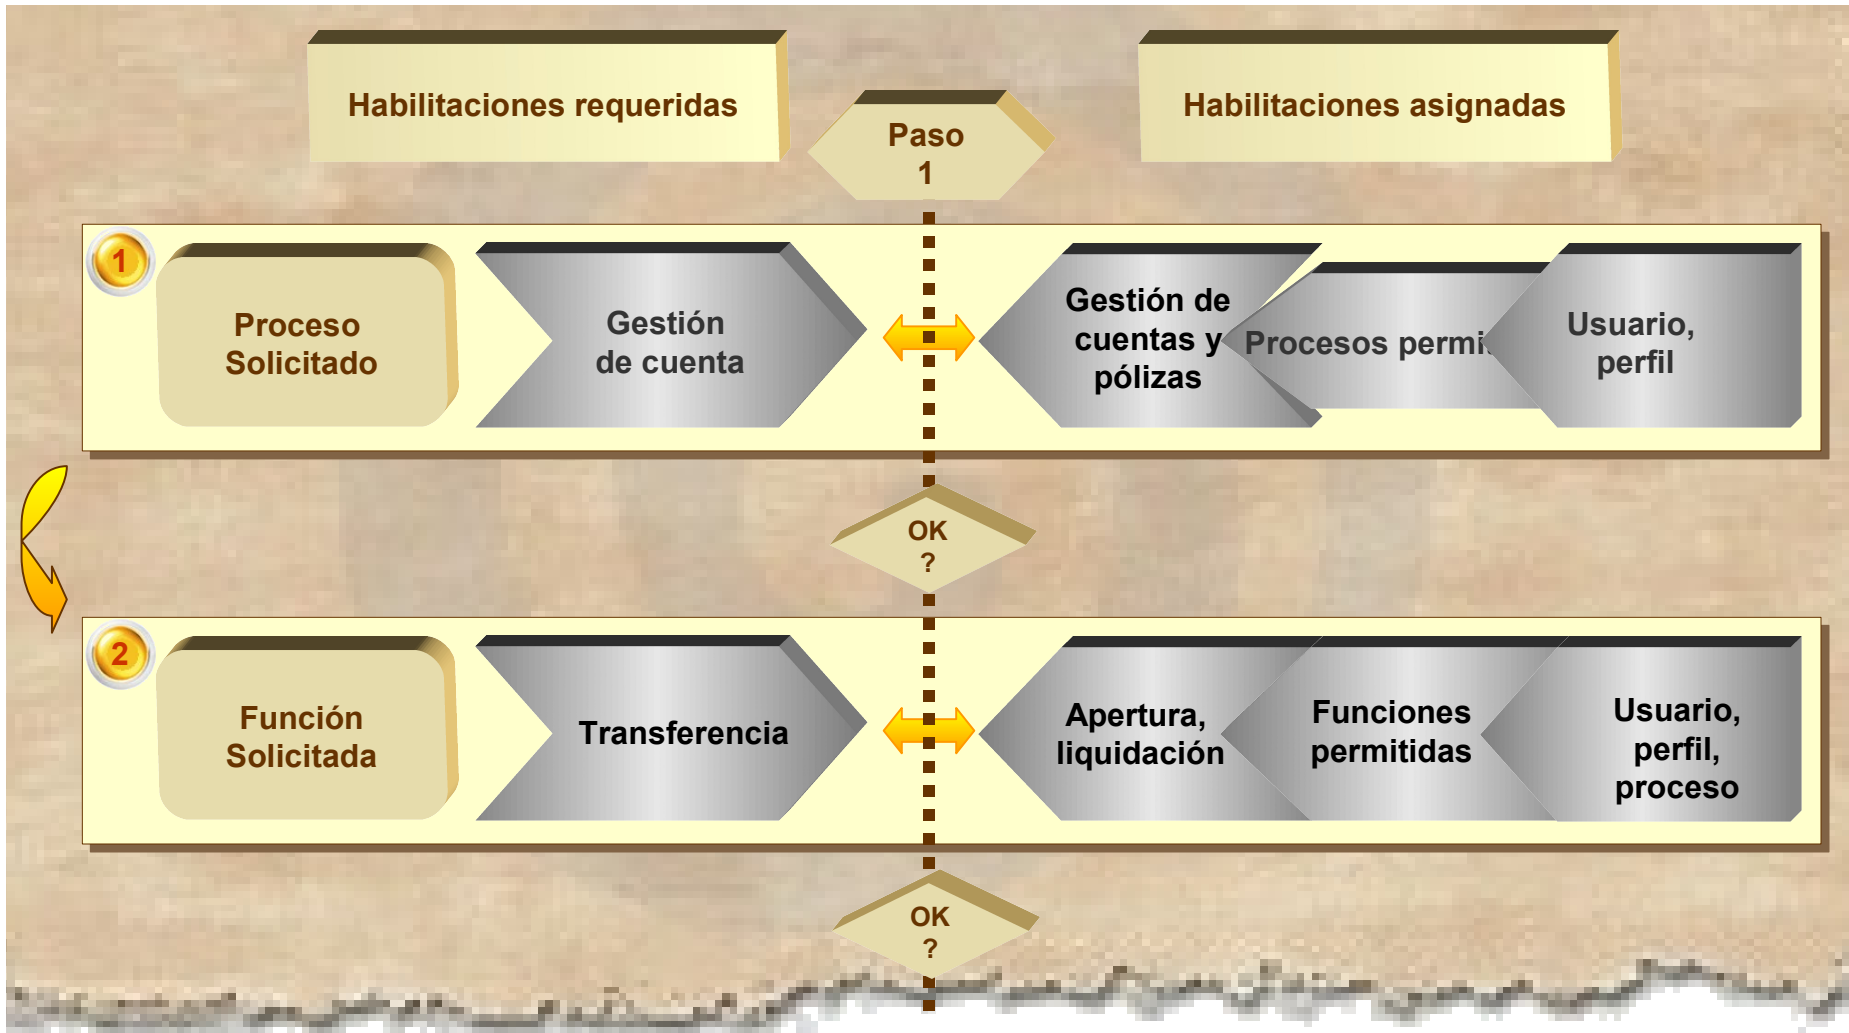 Habilitaciones requeridas
Habilitaciones asignadas
Paso
1
1
Proceso
Solicitado
Gestión
de cuenta
Gestión de
cuentas y
pólizas
Procesos permi
Usuario,
perfil
OK
?
2
Función
Solicitada
Transferencia
Apertura,
liquidación
Funciones
permitidas
Usuario,
perfil,
proceso
OK
?